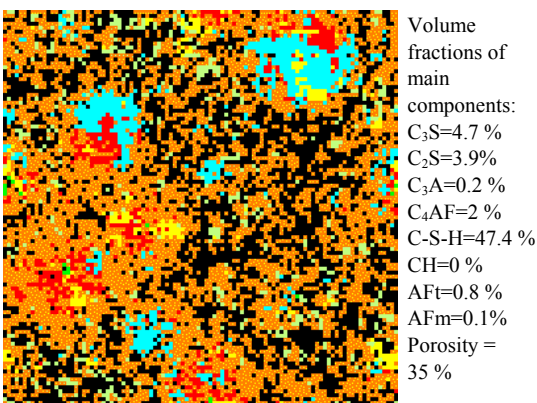 Volume
fractions of
main
components:
C₃S=4.7 %
C₂S=3.9%
C₃A=0.2 %
C₄AF=2 %
C-S-H=47.4 %
CH=0 %
AFt=0.8 %
AFm=0.1%
Porosity =
35 %